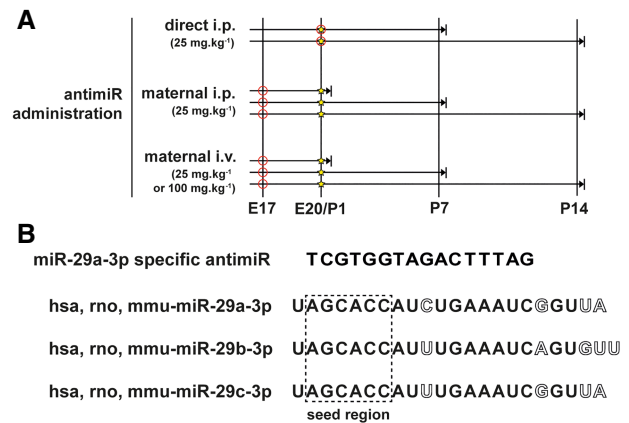 A
direct i.p.
(25 mg.kg-1)
antimiR
administration
maternal i.p.
(25 mg.kg-1)
maternal i.v.
(25 mg.kg-1
or 100 mg.kg-1)
E17 E20/P1 P7 P14
B
miR-29a-3p specific antimiR TCGTGGTAGACTTTAG
hsa, rno, mmu-miR-29a-3p UAGCACCAUCUGAAAUCGGUUA
hsa, rno, mmu-miR-29b-3p UAGCACCAUUUGAAAUCAGUGUU
hsa, rno, mmu-miR-29c-3p UAGCACCAUUUGAAAUCGGUUA
seed region